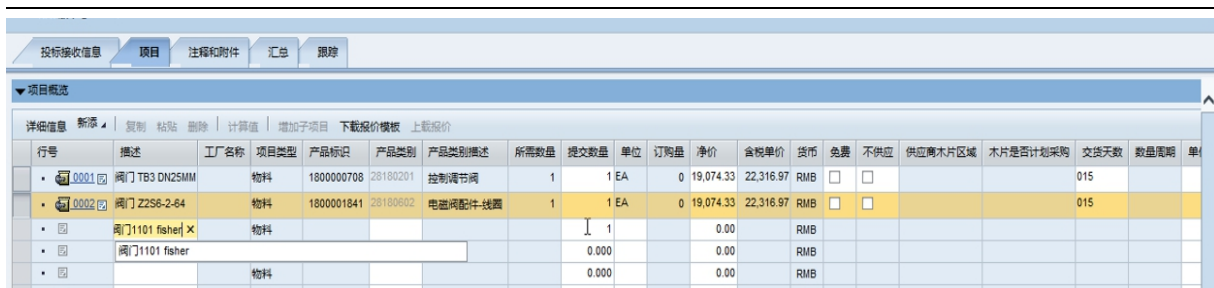 投标接收信息 项目 注释和附件 汇总 跟踪
▼项目概览
详细信息 新添 复制 粘贴 删除 计算值 增加子项目 下载报价模板 上载报价
行号 描述 工厂名称 项目类型 产品标识 产品类别 产品类别描述 所需数量 提交数量 单位 订购量 净价 含税单价 货币 免费 不供应 供应商木片区域 木片是否计划采购 交货天数 数量周期
0001 阀门 TB3 DN25MM 物料 1800000708 28180201 控制调节阀 1 1 EA 0 19,074.33 22,316.97 RMB 015
0002 阀门 Z2S6-2-64 物料 1800001841 28180602 电磁阀配件-线圈 1 1 EA 0 19,074.33 22,316.97 RMB 015
阀门1101 fisher 物料 1 0.00 RMB
阀门1101 fisher 0.000 0.00 RMB
物料 0.000 0.00 RMB